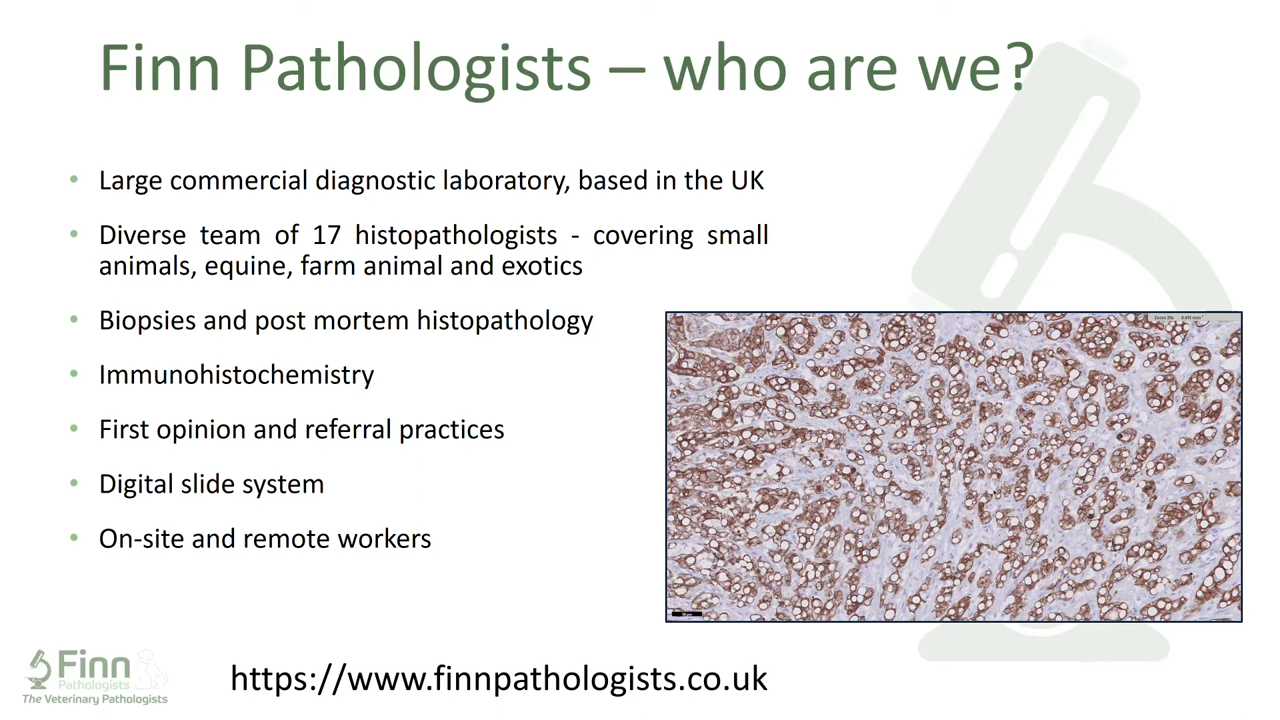 Finn Pathologists – who are we?
• Large commercial diagnostic laboratory, based in the UK
• Diverse team of 17 histopathologists - covering small
animals, equine, farm animal and exotics
• Biopsies and post mortem histopathology
• Immunohistochemistry
• First opinion and referral practices
• Digital slide system
• On-site and remote workers
Finn
Pathologists
The Veterinary Pathologists
https://www.finnpathologists.co.uk